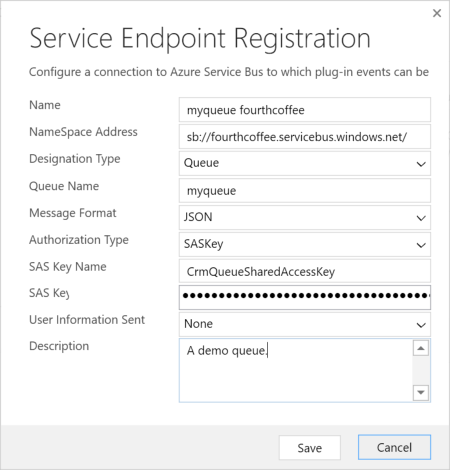 Service Endpoint Registration
Configure a connection to Azure Service Bus to which plug-in events can be
Name myqueue fourthcoffee
NameSpace Address sb://fourthcoffee.servicebus.windows.net/
Designation Type Queue
Queue Name myqueue
Message Format JSON
Authorization Type SASKey
SAS Key Name CrmQueueSharedAccessKey
SAS Key ••••••••••••••••••••••••••••••••••••
User Information Sent None
Description A demo queue.
Save Cancel